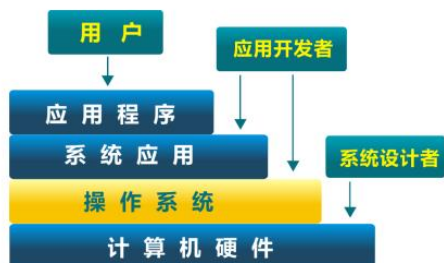 用户
应用开发者
应用程序
系统应用
系统设计者
操作系统
计算机硬件